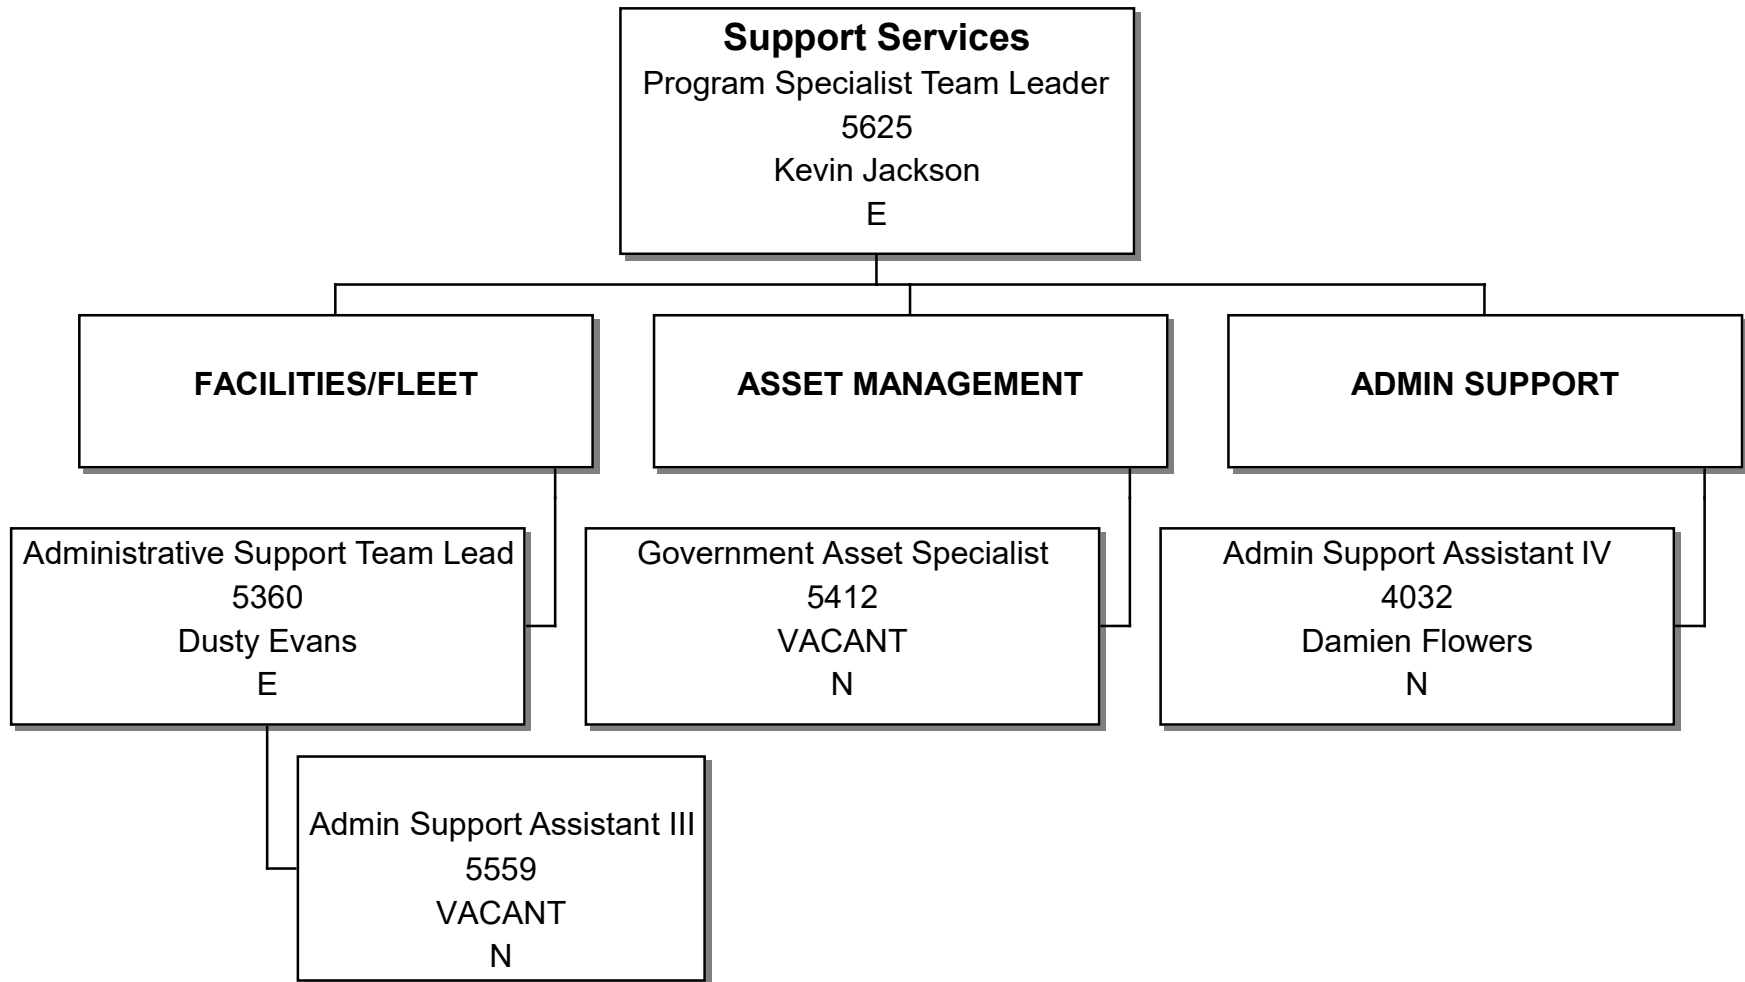 Support Services
Program Specialist Team Leader
5625
Kevin Jackson
E
FACILITIES/FLEET
ASSET MANAGEMENT
ADMIN SUPPORT
Administrative Support Team Lead
5360
Dusty Evans
E
Government Asset Specialist
5412
VACANT
N
Admin Support Assistant IV
4032
Damien Flowers
N
Admin Support Assistant III
5559
VACANT
N